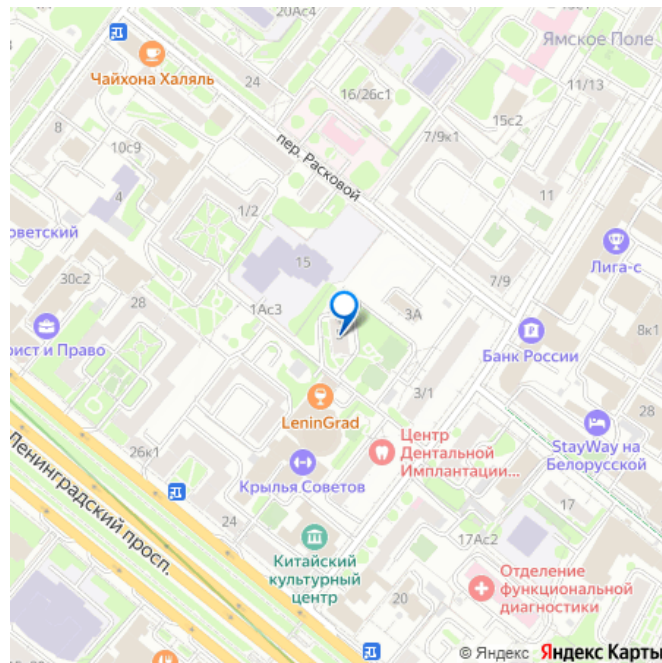 20Ас4
Ямское Поле
Чайхона Халяль
24
16/26с1
11/13
15с2
8
10с9
7/9к1
пер. Расковой
4
11
1/2
оветский
15
Лига-с
30с2
7/9
28
1Ас3
3А
8к1
рист и Право
5
Банк России
3/1
LeninGrad
28
Центр
Дентальной
Имплантации...
StayWay на
Белорусской
26к1
Крылья Советов
Ленинградский просп.
17
24
17Ас2
Китайский
культурный
центр
Отделение
функциональной
диагностики
20
© Яндекс Яндекс Карты